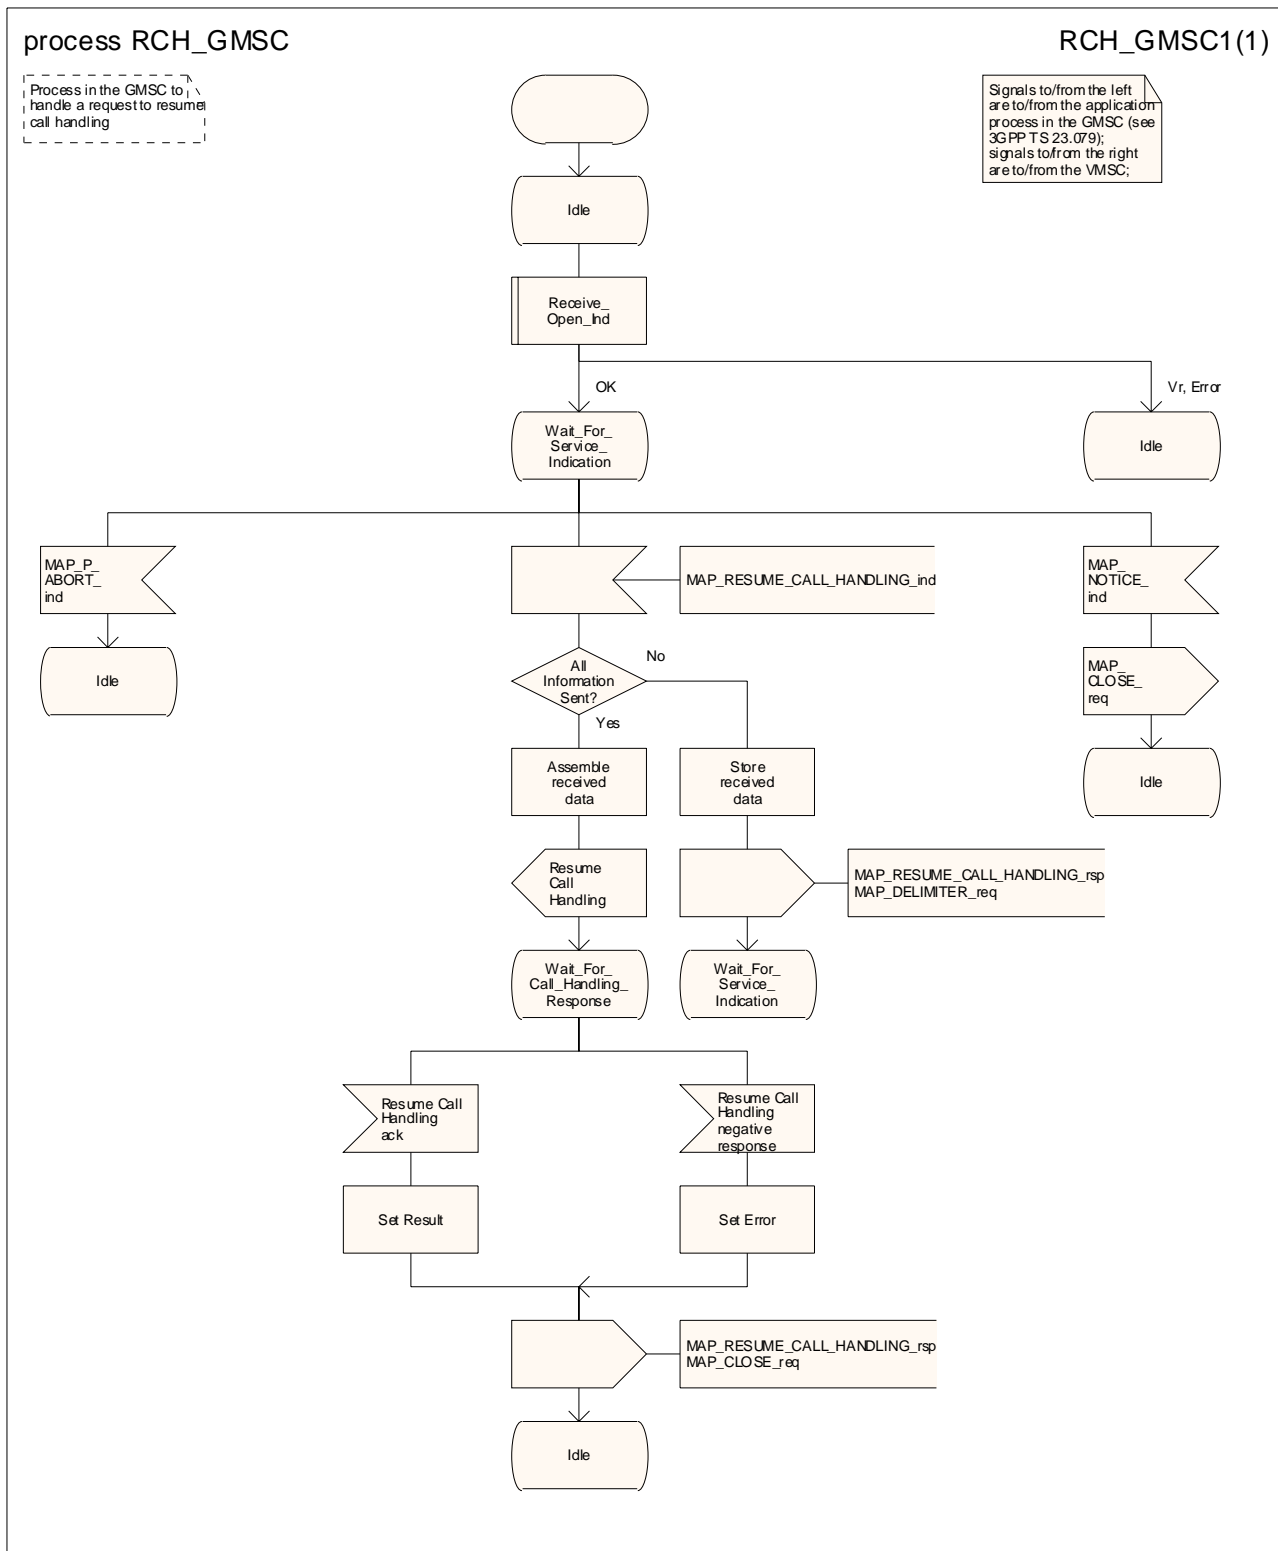 process RCH_GMSC
RCH_GMSC1(1)
Process in the GMSC to
handle a request to resume
call handling
Signals to/from the left
are to/from the application
process in the GMSC (see
3GPP TS 23.079);
signals to/from the right
are to/from the VMSC;
Idle
Receive_
Open_Ind
OK
Vr, Error
Wait_For_
Service_
Indication
Idle
MAP_P_
ABORT_
ind
MAP_RESUME_CALL_HANDLING_ind
MAP_
NOTICE_
ind
Idle
All
Information
Sent?
No
Yes
MAP_
CLOSE_
req
Assemble
received
data
Store
received
data
Idle
Resume
Call
Handling
MAP_RESUME_CALL_HANDLING_rsp
MAP_DELIMITER_req
Wait_For_
Call_Handling_
Response
Wait_For_
Service_
Indication
Resume Call
Handling
ack
Resume Call
Handling
negative
response
Set Result
Set Error
MAP_RESUME_CALL_HANDLING_rsp
MAP_CLOSE_req
Idle